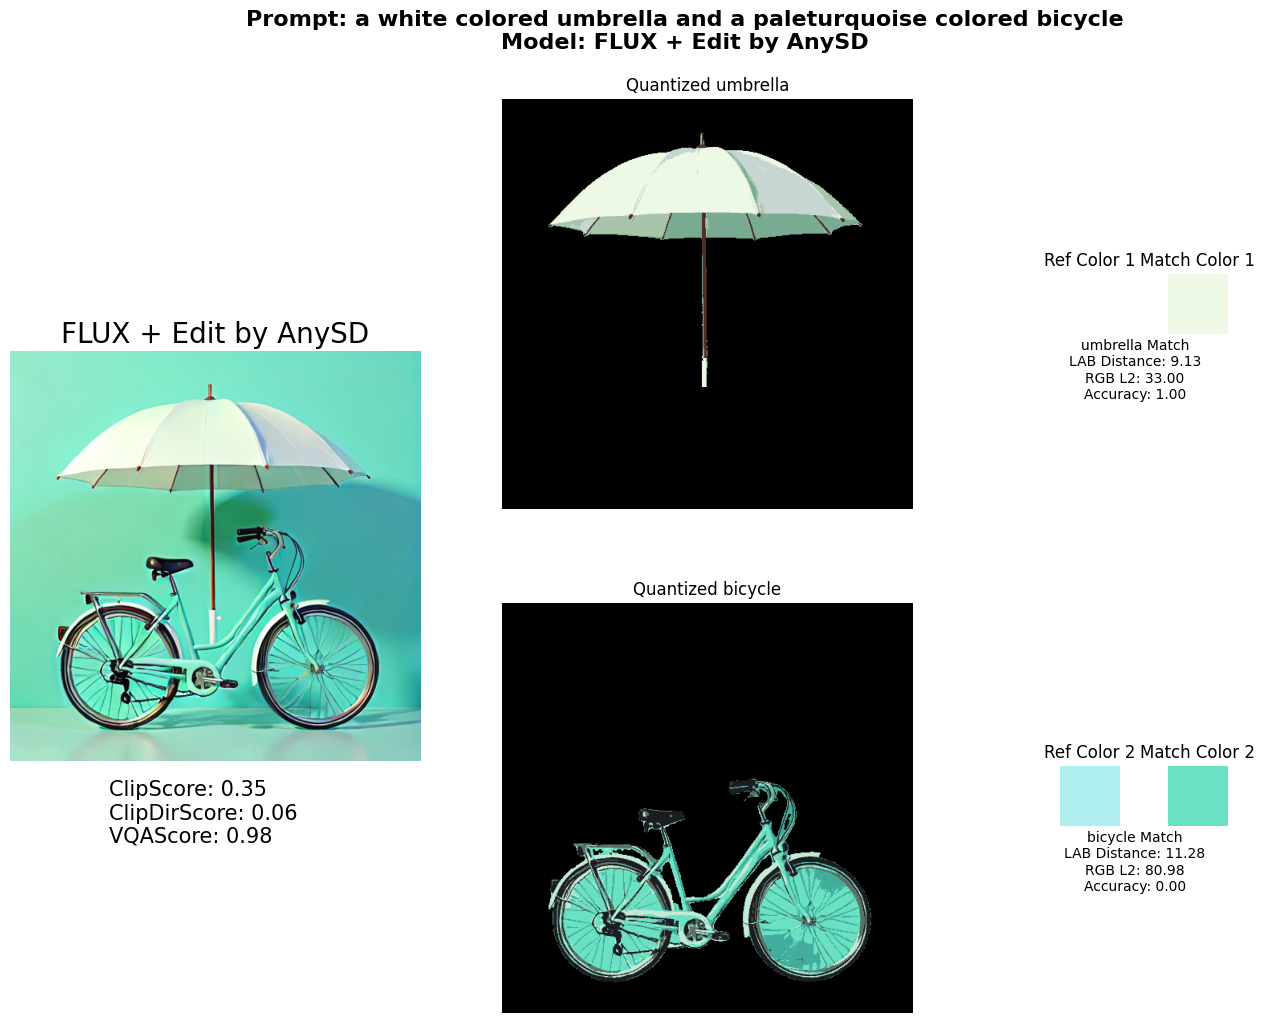 Prompt: a white colored umbrella and a paleturquoise colored bicycle
Model: FLUX + Edit by AnySD
Quantized umbrella
Ref Color 1 Match Color 1
umbrella Match
LAB Distance: 9.13
RGB L2: 33.00
Accuracy: 1.00
FLUX + Edit by AnySD
ClipScore: 0.35
ClipDirScore: 0.06
VQAScore: 0.98
Quantized bicycle
Ref Color 2 Match Color 2
bicycle Match
LAB Distance: 11.28
RGB L2: 80.98
Accuracy: 0.00